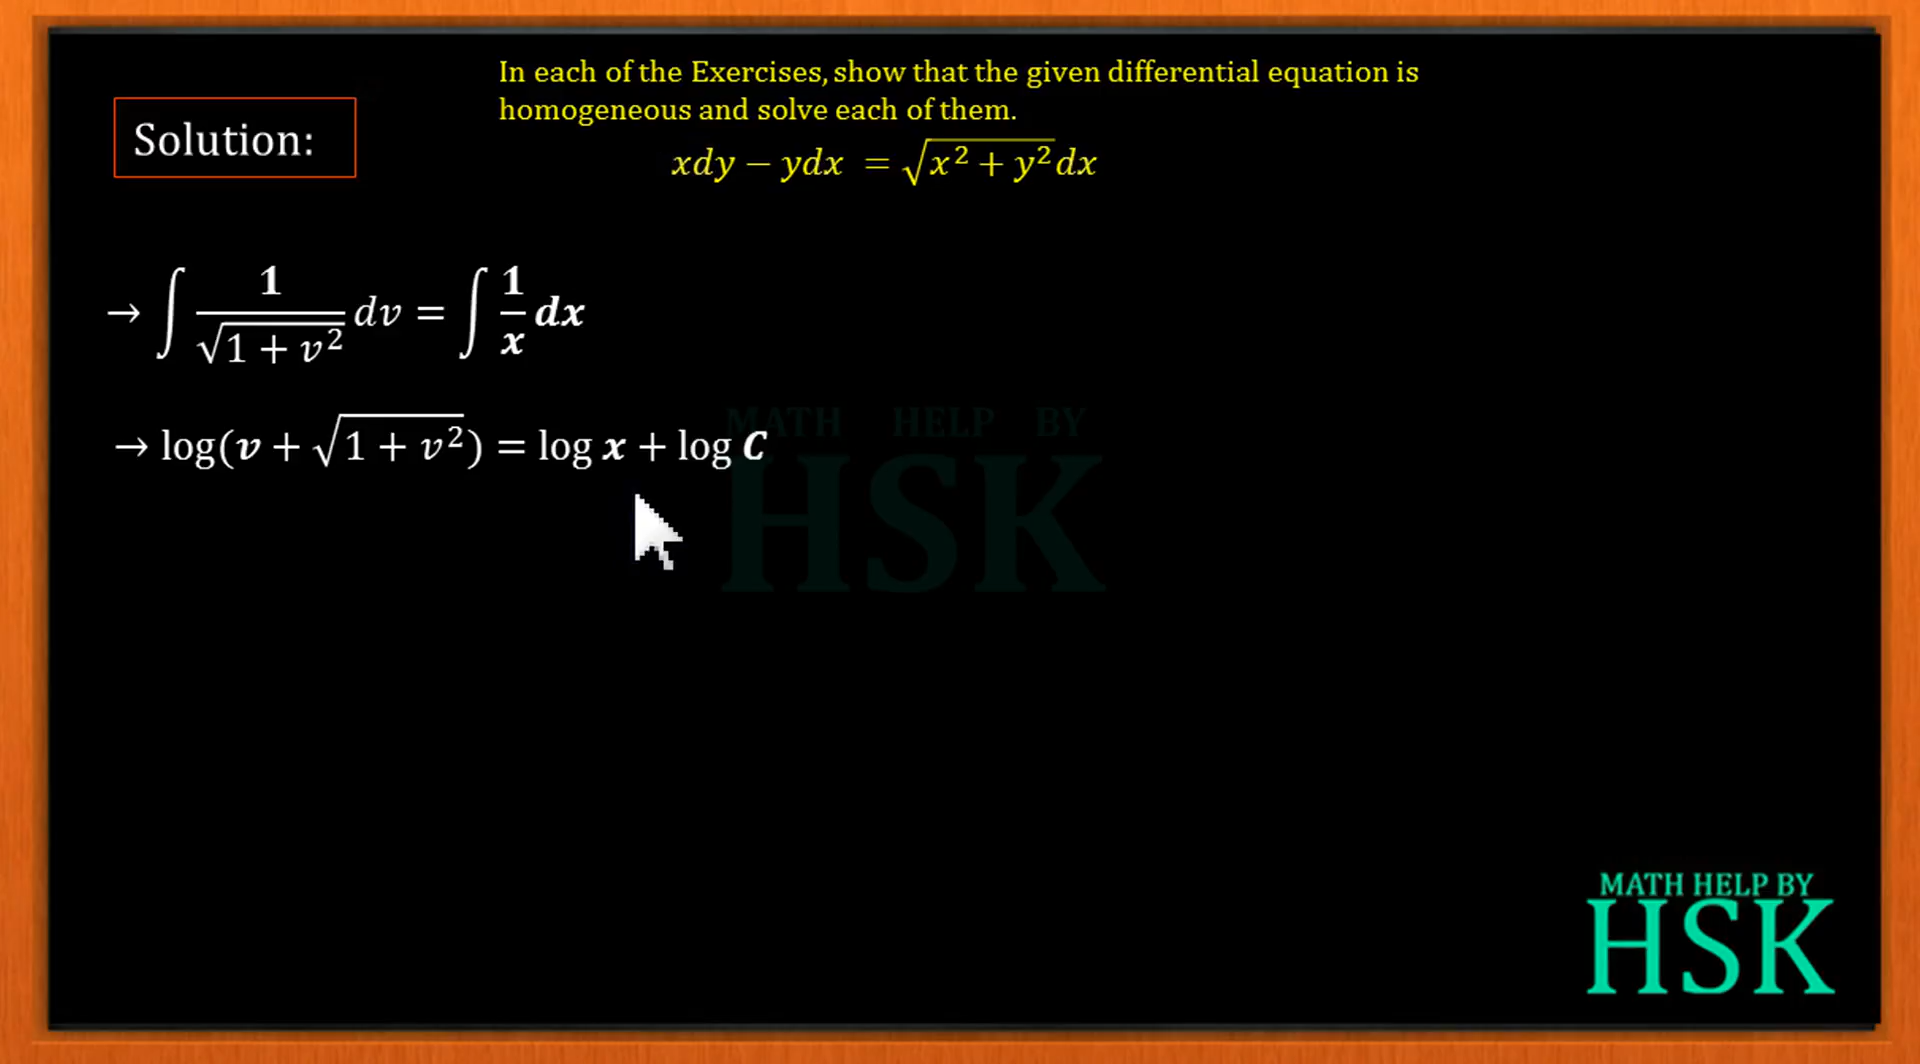 In each of the Exercises, show that the given differential equation is
homogeneous and solve each of them.
Solution:
xdy − ydx = √(x² + y²)dx
→ ∫ 1/√(1 + v²) dv = ∫ 1/x dx
→ log(v + √(1 + v²)) = log x + log C
MATH HELP BY
HSK
MATH HELP BY
HSK